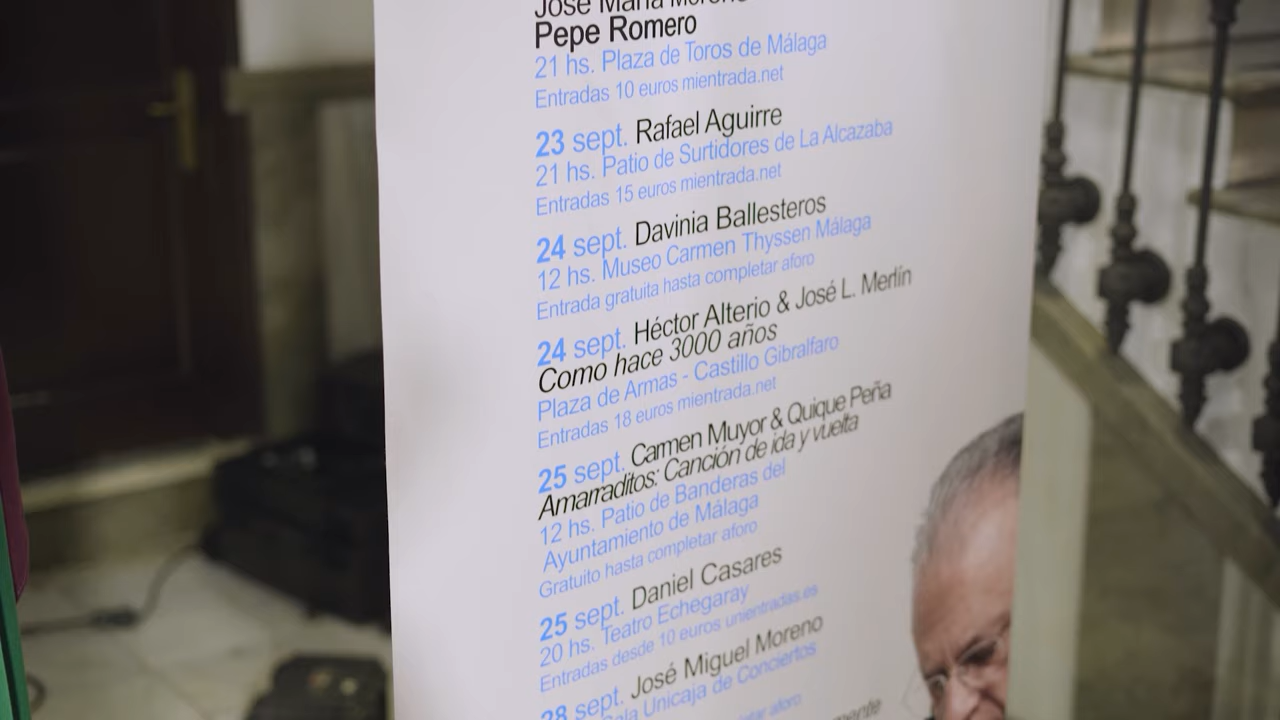 José María Moreno
Pepe Romero
21 hs. Plaza de Toros de Málaga
Entradas 10 euros mientrada.net
23 sept. Rafael Aguirre
21 hs. Patio de Surtidores de La Alcazaba
Entradas 15 euros mientrada.net
24 sept. Davinia Ballesteros
12 hs. Museo Carmen Thyssen Málaga
Entrada gratuita hasta completar aforo
24 sept. Héctor Alterio & José L. Merlín
Como hace 3000 años
Plaza de Armas - Castillo Gibralfaro
Entradas 18 euros mientrada.net
25 sept. Carmen Muyor & Quique Peña
Amarraditos: Canción de ida y vuelta
12 hs. Patio de Banderas del
Ayuntamiento de Málaga
Gratuito hasta completar aforo
25 sept. Daniel Casares
20 hs. Teatro Echegaray
Entradas desde 10 euros unientradas.es
28 sept. José Miguel Moreno
Sala Unicaja de Conciertos
aforo